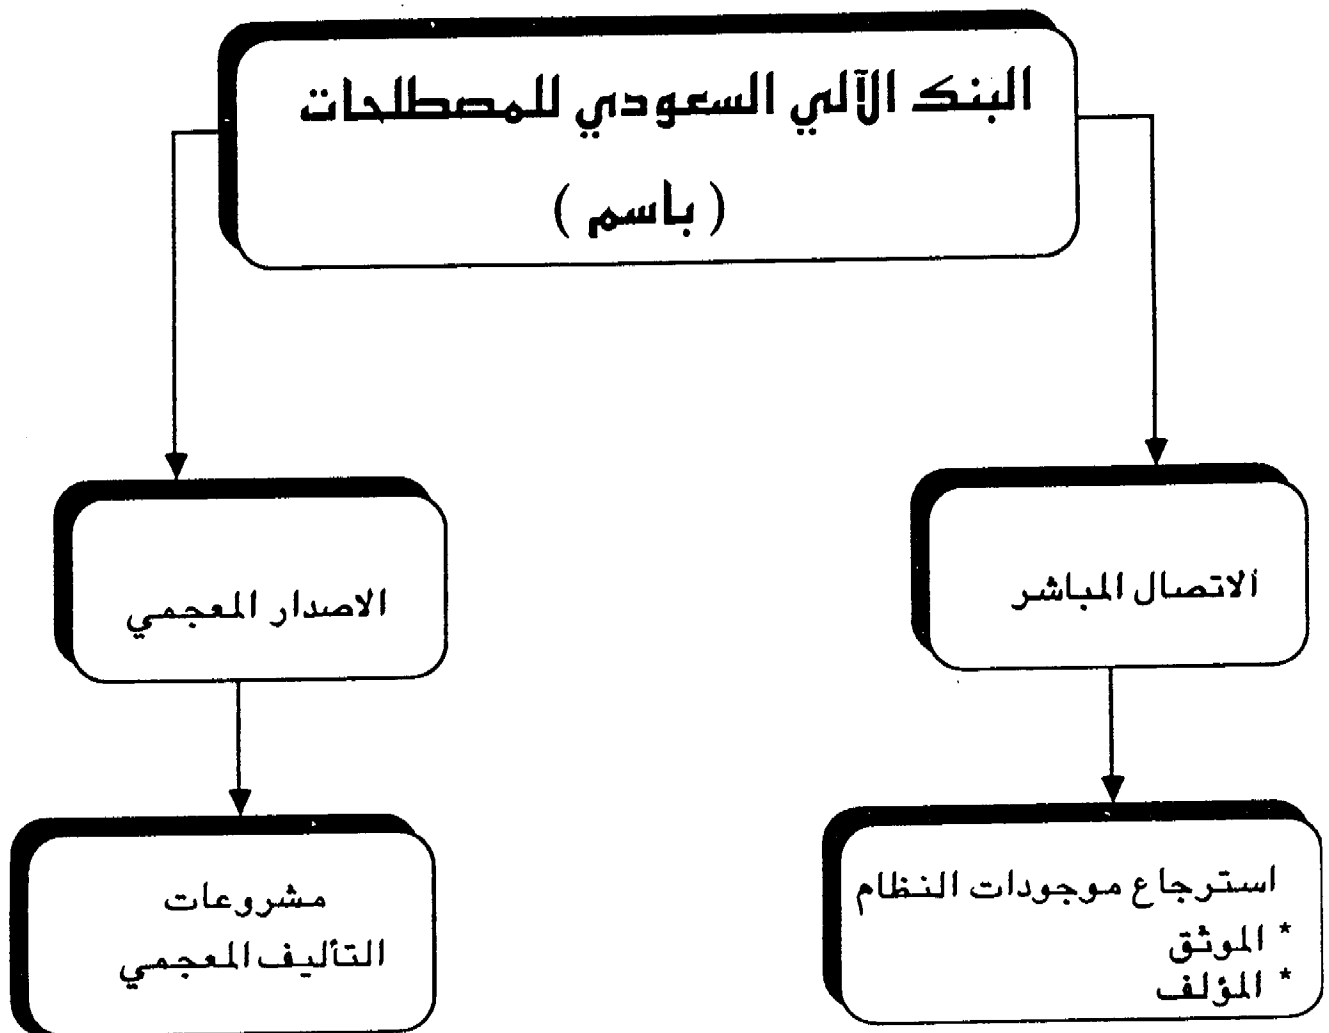 البنك الآلي السعودي للمصطلحات
( باسم )
الاتصال المباشر
الاصدار المعجمي
استرجاع موجودات النظام
* الموثق
* المؤلف
مشروعات
التأليف المعجمي